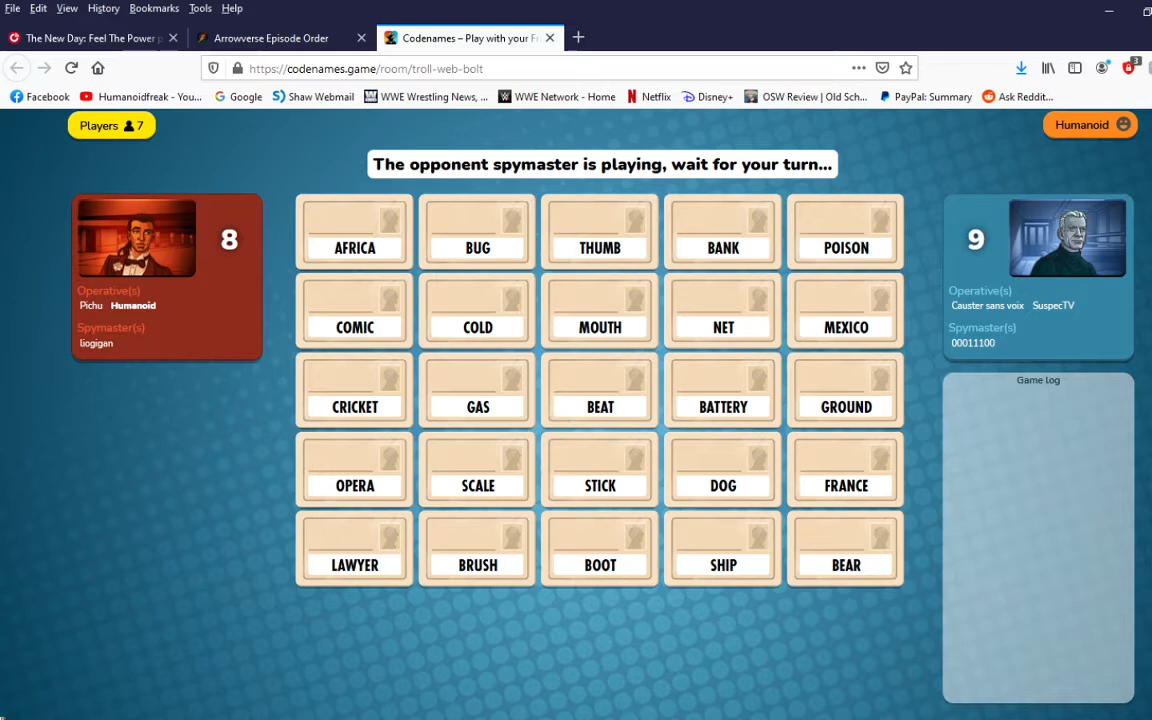 File Edit View History Bookmarks Tools Help
The New Day: Feel The Power p
Arrowverse Episode Order
Codenames – Play with your Fr
https://codenames.game/room/troll-web-bolt
3
Facebook
Humanoidfreak - You...
Google
Shaw Webmail
WWE Wrestling News, ...
WWE Network - Home
Netflix
Disney+
OSW Review | Old Sch...
PayPal: Summary
Ask Reddit...
Players 7
Humanoid
The opponent spymaster is playing, wait for your turn...
8
Operative(s)
Pichu Humanoid
Spymaster(s)
liogigan
AFRICA BUG THUMB BANK POISON
COMIC COLD MOUTH NET MEXICO
CRICKET GAS BEAT BATTERY GROUND
OPERA SCALE STICK DOG FRANCE
LAWYER BRUSH BOOT SHIP BEAR
9
Operative(s)
Causter sans voix SuspecTV
Spymaster(s)
00011100
Game log